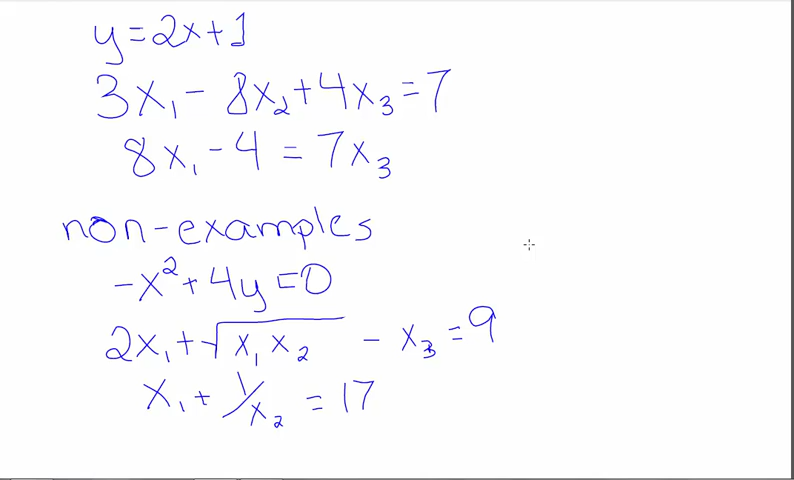 y=2x+1
3x₁- 8x₂+4x₃=7
8x₁-4 = 7x₃
non-examples
-x²+4y=0
2x₁+√x₁x₂ - x₃=9
x₁+1/x₂ = 17